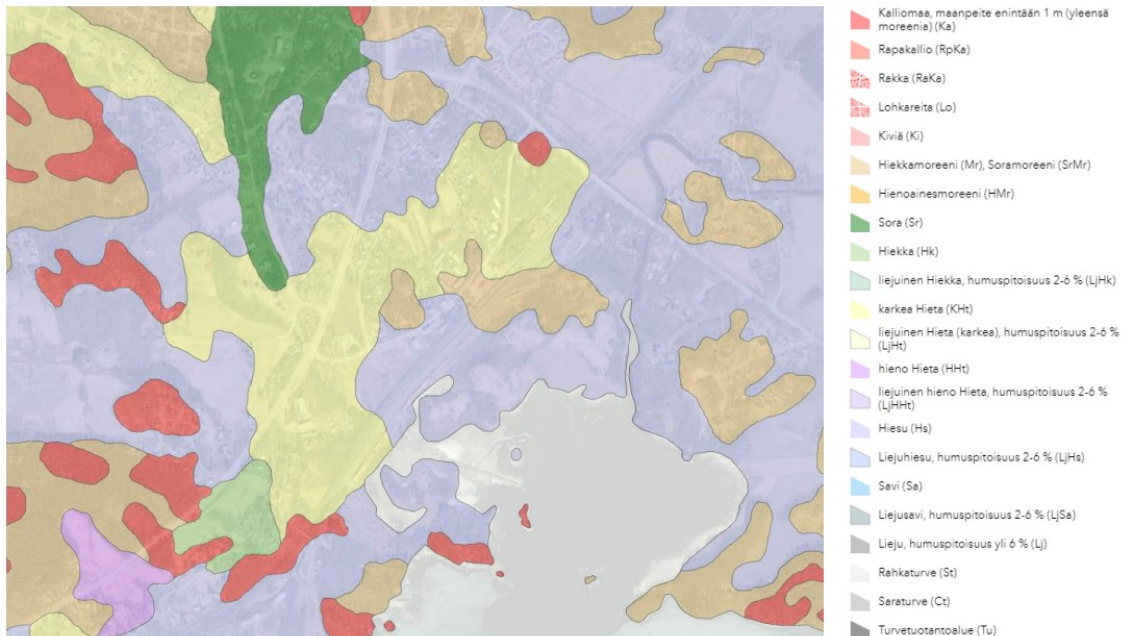 Kalliomaa, maanpeite enintään 1 m (yleensä
moreenia) (Ka)
Rapakallio (RpKa)
Rakka (RaKa)
Lohkareita (Lo)
Kiviä (Ki)
Hiekkamoreeni (Mr), Soramoreeni (SrMr)
Hienoainesmoreeni (HMr)
Sora (Sr)
Hiekka (Hk)
liejuinen Hiekka, humuspitoisuus 2-6 % (LjHk)
karkea Hieta (KHt)
liejuinen Hieta (karkea), humuspitoisuus 2-6 %
(LjHt)
hieno Hieta (HHt)
liejuinen hieno Hieta, humuspitoisuus 2-6 %
(LjHHt)
Hiesu (Hs)
Liejuhiesu, humuspitoisuus 2-6 % (LjHs)
Savi (Sa)
Liejusavi, humuspitoisuus 2-6 % (LjSa)
Lieju, humuspitoisuus yli 6 % (Lj)
Rahkaturve (St)
Saraturve (Ct)
Turvetuotantoalue (Tu)